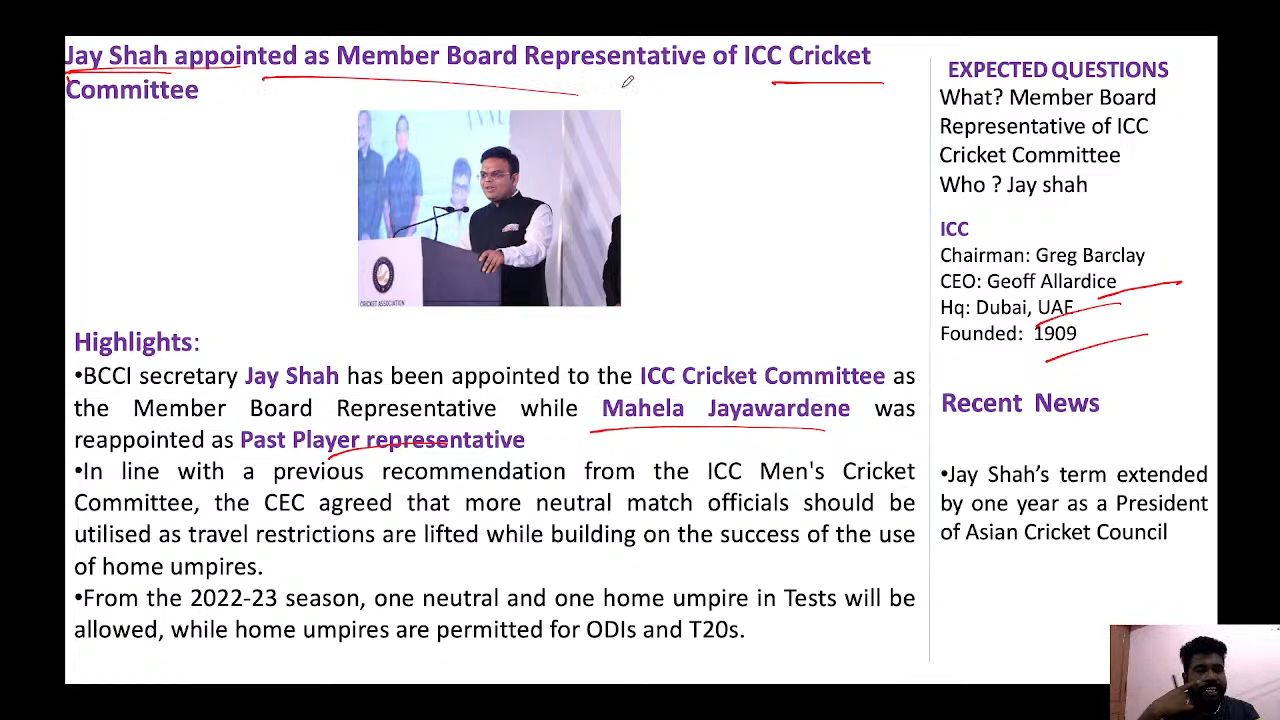 Jay Shah appointed as Member Board Representative of ICC Cricket
Committee
CRICKET ASSOCIATION
Highlights:
•BCCI secretary Jay Shah has been appointed to the ICC Cricket Committee as
the Member Board Representative while Mahela Jayawardene was
reappointed as Past Player representative
•In line with a previous recommendation from the ICC Men's Cricket
Committee, the CEC agreed that more neutral match officials should be
utilised as travel restrictions are lifted while building on the success of the use
of home umpires.
•From the 2022-23 season, one neutral and one home umpire in Tests will be
allowed, while home umpires are permitted for ODIs and T20s.
EXPECTED QUESTIONS
What? Member Board
Representative of ICC
Cricket Committee
Who ? Jay shah
ICC
Chairman: Greg Barclay
CEO: Geoff Allardice
Hq: Dubai, UAE
Founded: 1909
Recent News
•Jay Shah's term extended
by one year as a President
of Asian Cricket Council